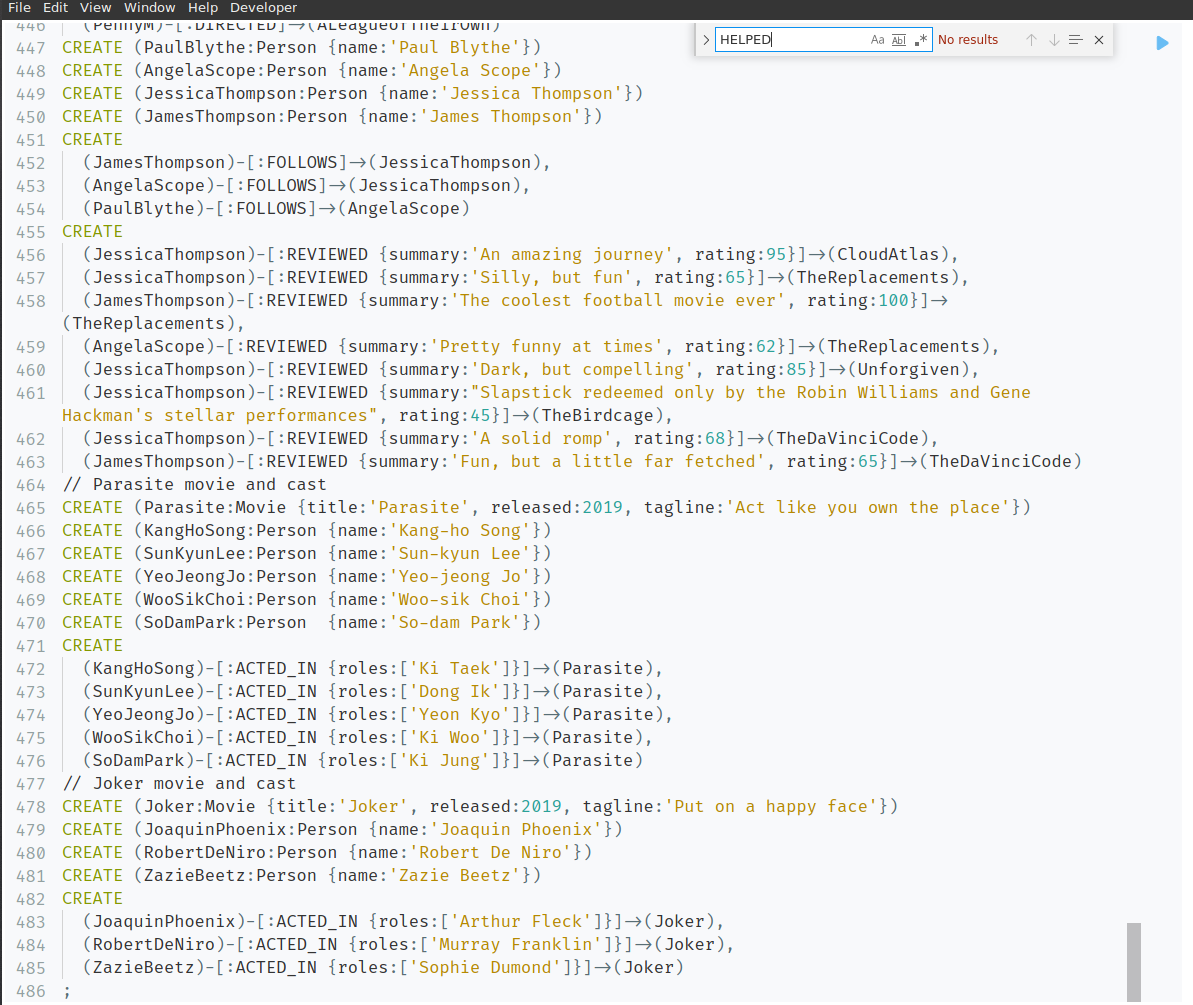 File Edit View Window Help Developer
HELPED Aa Abl .* No results
446 (PennyM)-[:DIRECTED]->(ALeagueofTheirOwn)
447 CREATE (PaulBlythe:Person {name:'Paul Blythe'})
448 CREATE (AngelaScope:Person {name:'Angela Scope'})
449 CREATE (JessicaThompson:Person {name:'Jessica Thompson'})
450 CREATE (JamesThompson:Person {name:'James Thompson'})
451 CREATE
452 (JamesThompson)-[:FOLLOWS]->(JessicaThompson),
453 (AngelaScope)-[:FOLLOWS]->(JessicaThompson),
454 (PaulBlythe)-[:FOLLOWS]->(AngelaScope)
455 CREATE
456 (JessicaThompson)-[:REVIEWED {summary:'An amazing journey', rating:95}]->(CloudAtlas),
457 (JessicaThompson)-[:REVIEWED {summary:'Silly, but fun', rating:65}]->(TheReplacements),
458 (JamesThompson)-[:REVIEWED {summary:'The coolest football movie ever', rating:100}]->
(TheReplacements),
459 (AngelaScope)-[:REVIEWED {summary:'Pretty funny at times', rating:62}]->(TheReplacements),
460 (JessicaThompson)-[:REVIEWED {summary:'Dark, but compelling', rating:85}]->(Unforgiven),
461 (JessicaThompson)-[:REVIEWED {summary:"Slapstick redeemed only by the Robin Williams and Gene
Hackman's stellar performances", rating:45}]->(TheBirdcage),
462 (JessicaThompson)-[:REVIEWED {summary:'A solid romp', rating:68}]->(TheDaVinciCode),
463 (JamesThompson)-[:REVIEWED {summary:'Fun, but a little far fetched', rating:65}]->(TheDaVinciCode)
464 // Parasite movie and cast
465 CREATE (Parasite:Movie {title:'Parasite', released:2019, tagline:'Act like you own the place'})
466 CREATE (KangHoSong:Person {name:'Kang-ho Song'})
467 CREATE (SunKyunLee:Person {name:'Sun-kyun Lee'})
468 CREATE (YeoJeongJo:Person {name:'Yeo-jeong Jo'})
469 CREATE (WooSikChoi:Person {name:'Woo-sik Choi'})
470 CREATE (SoDamPark:Person  {name:'So-dam Park'})
471 CREATE
472 (KangHoSong)-[:ACTED_IN {roles:['Ki Taek']}]->(Parasite),
473 (SunKyunLee)-[:ACTED_IN {roles:['Dong Ik']}]->(Parasite),
474 (YeoJeongJo)-[:ACTED_IN {roles:['Yeon Kyo']}]->(Parasite),
475 (WooSikChoi)-[:ACTED_IN {roles:['Ki Woo']}]->(Parasite),
476 (SoDamPark)-[:ACTED_IN {roles:['Ki Jung']}]->(Parasite)
477 // Joker movie and cast
478 CREATE (Joker:Movie {title:'Joker', released:2019, tagline:'Put on a happy face'})
479 CREATE (JoaquinPhoenix:Person {name:'Joaquin Phoenix'})
480 CREATE (RobertDeNiro:Person {name:'Robert De Niro'})
481 CREATE (ZazieBeetz:Person {name:'Zazie Beetz'})
482 CREATE
483 (JoaquinPhoenix)-[:ACTED_IN {roles:['Arthur Fleck']}]->(Joker),
484 (RobertDeNiro)-[:ACTED_IN {roles:['Murray Franklin']}]->(Joker),
485 (ZazieBeetz)-[:ACTED_IN {roles:['Sophie Dumond']}]->(Joker)
486 ;